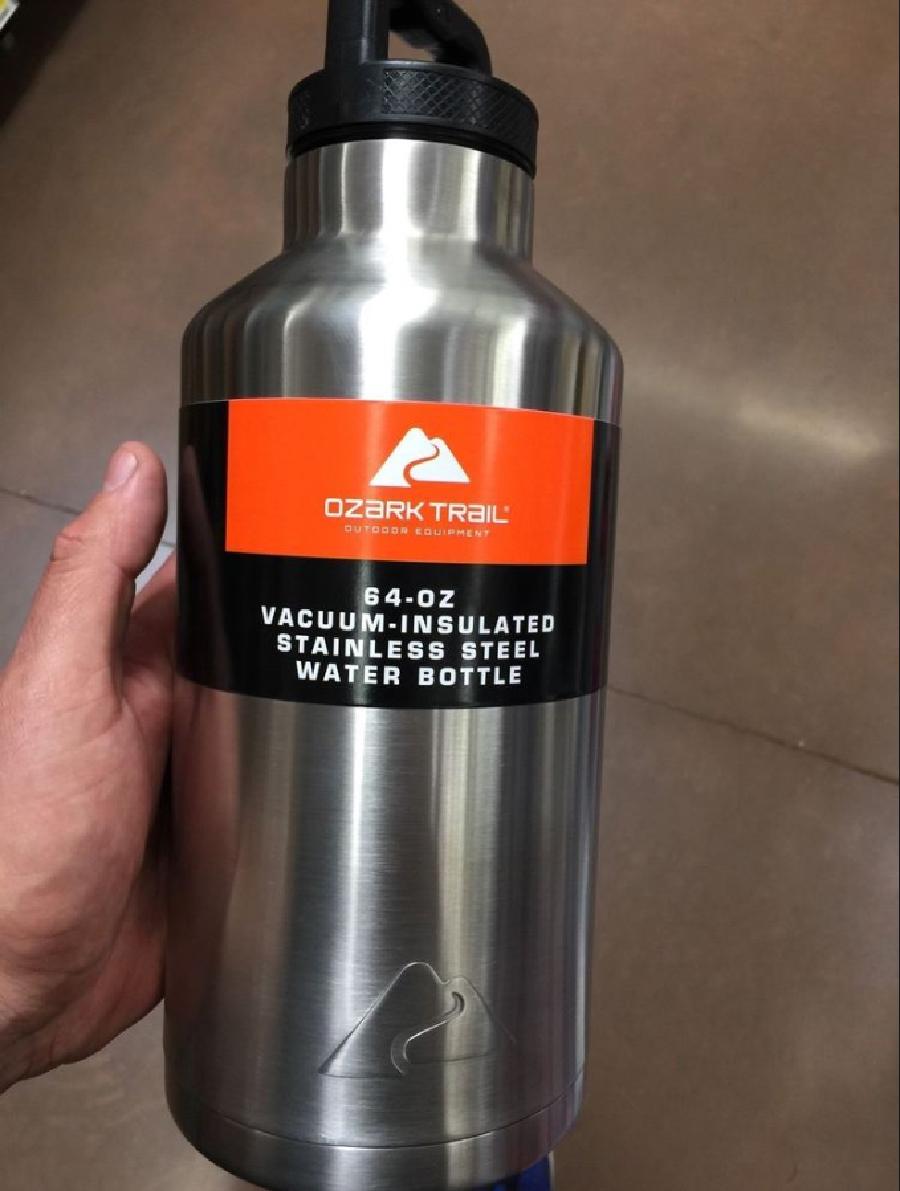 OZARK TRAIL®
OUTDOOR EQUIPMENT
64-OZ
VACUUM-INSULATED
STAINLESS STEEL
WATER BOTTLE